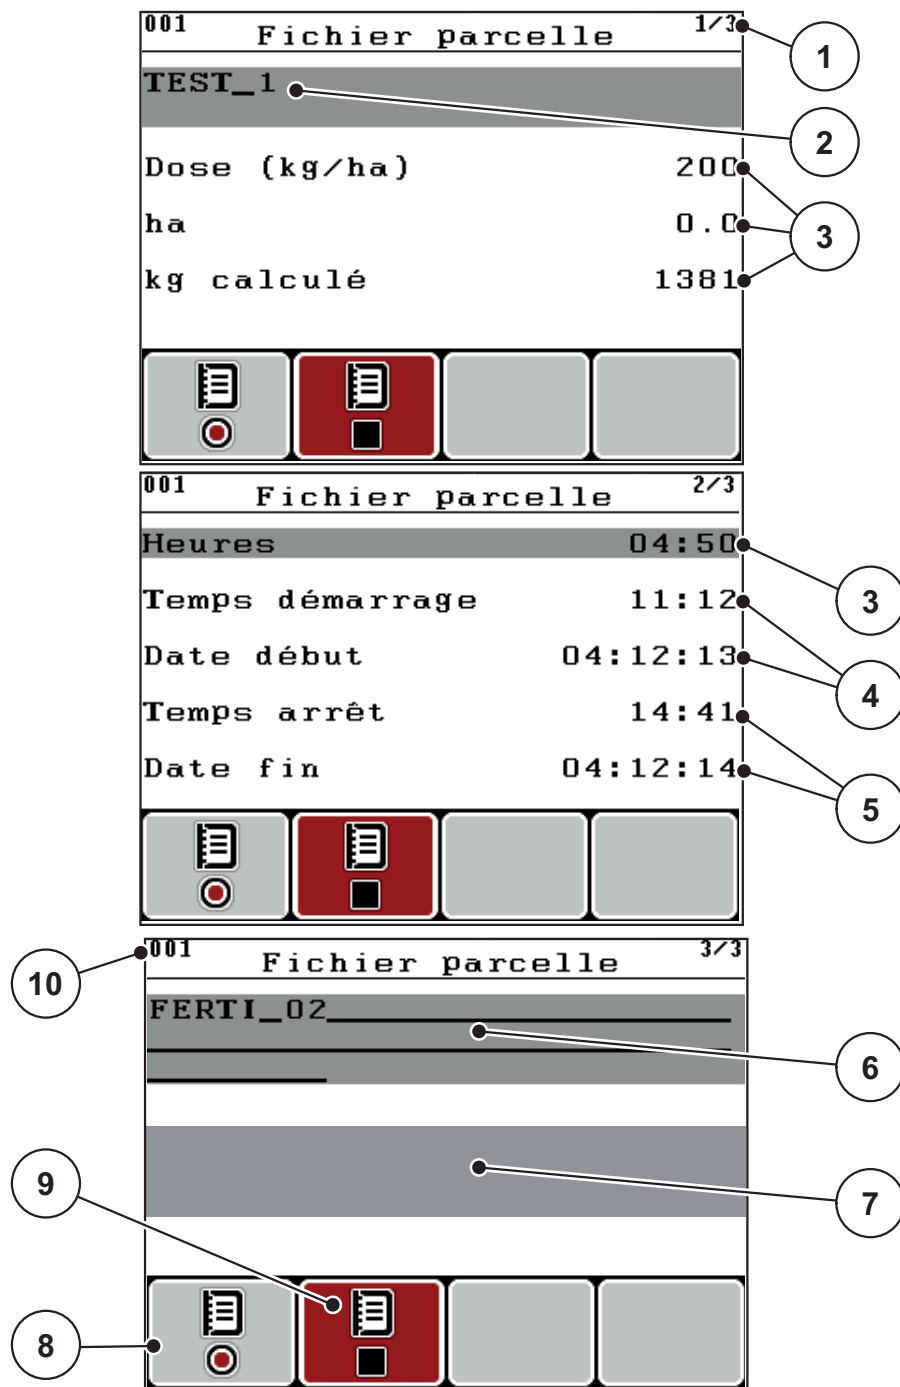 001 Fichier parcelle 1/3
1
TEST_1
2
Dose (kg/ha) 200
ha 0.0
3
kg calculé 1381
001 Fichier parcelle 2/3
Heures 04:50
3
Temps démarrage 11:12
Date début 04:12:13
4
Temps arrêt 14:41
Date fin 04:12:14
5
001 Fichier parcelle 3/3
10
FERTI_02
6
9
7
8